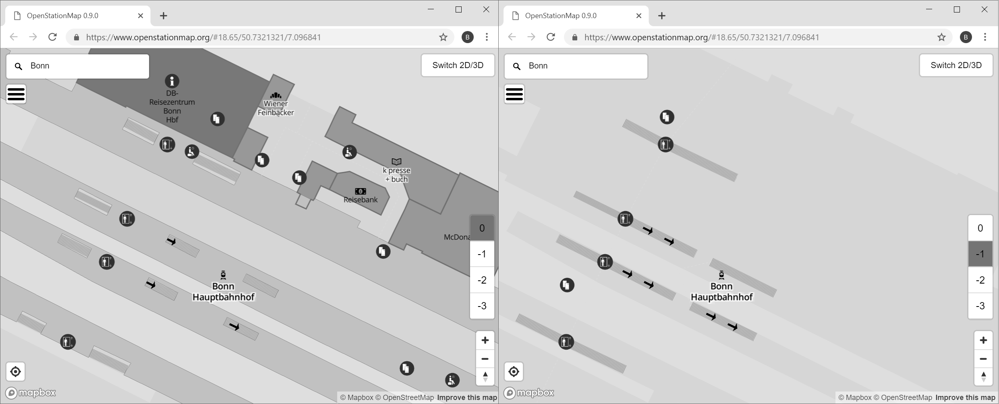 OpenStationMap 0.9.0
https://www.openstationmap.org/#18.65/50.7321321/7.096841
B
Bonn
Switch 2D/3D
DB-
Reisezentrum
Bonn
Hbf
Wiener
Feinbäcker
k presse
+ buch
Reisebank
McDona
Bonn
Hauptbahnhof
0
-1
-2
-3
mapbox
© Mapbox © OpenStreetMap Improve this map
OpenStationMap 0.9.0
https://www.openstationmap.org/#18.65/50.7321321/7.096841
B
Bonn
Switch 2D/3D
Bonn
Hauptbahnhof
0
-1
-2
-3
mapbox
© Mapbox © OpenStreetMap Improve this map